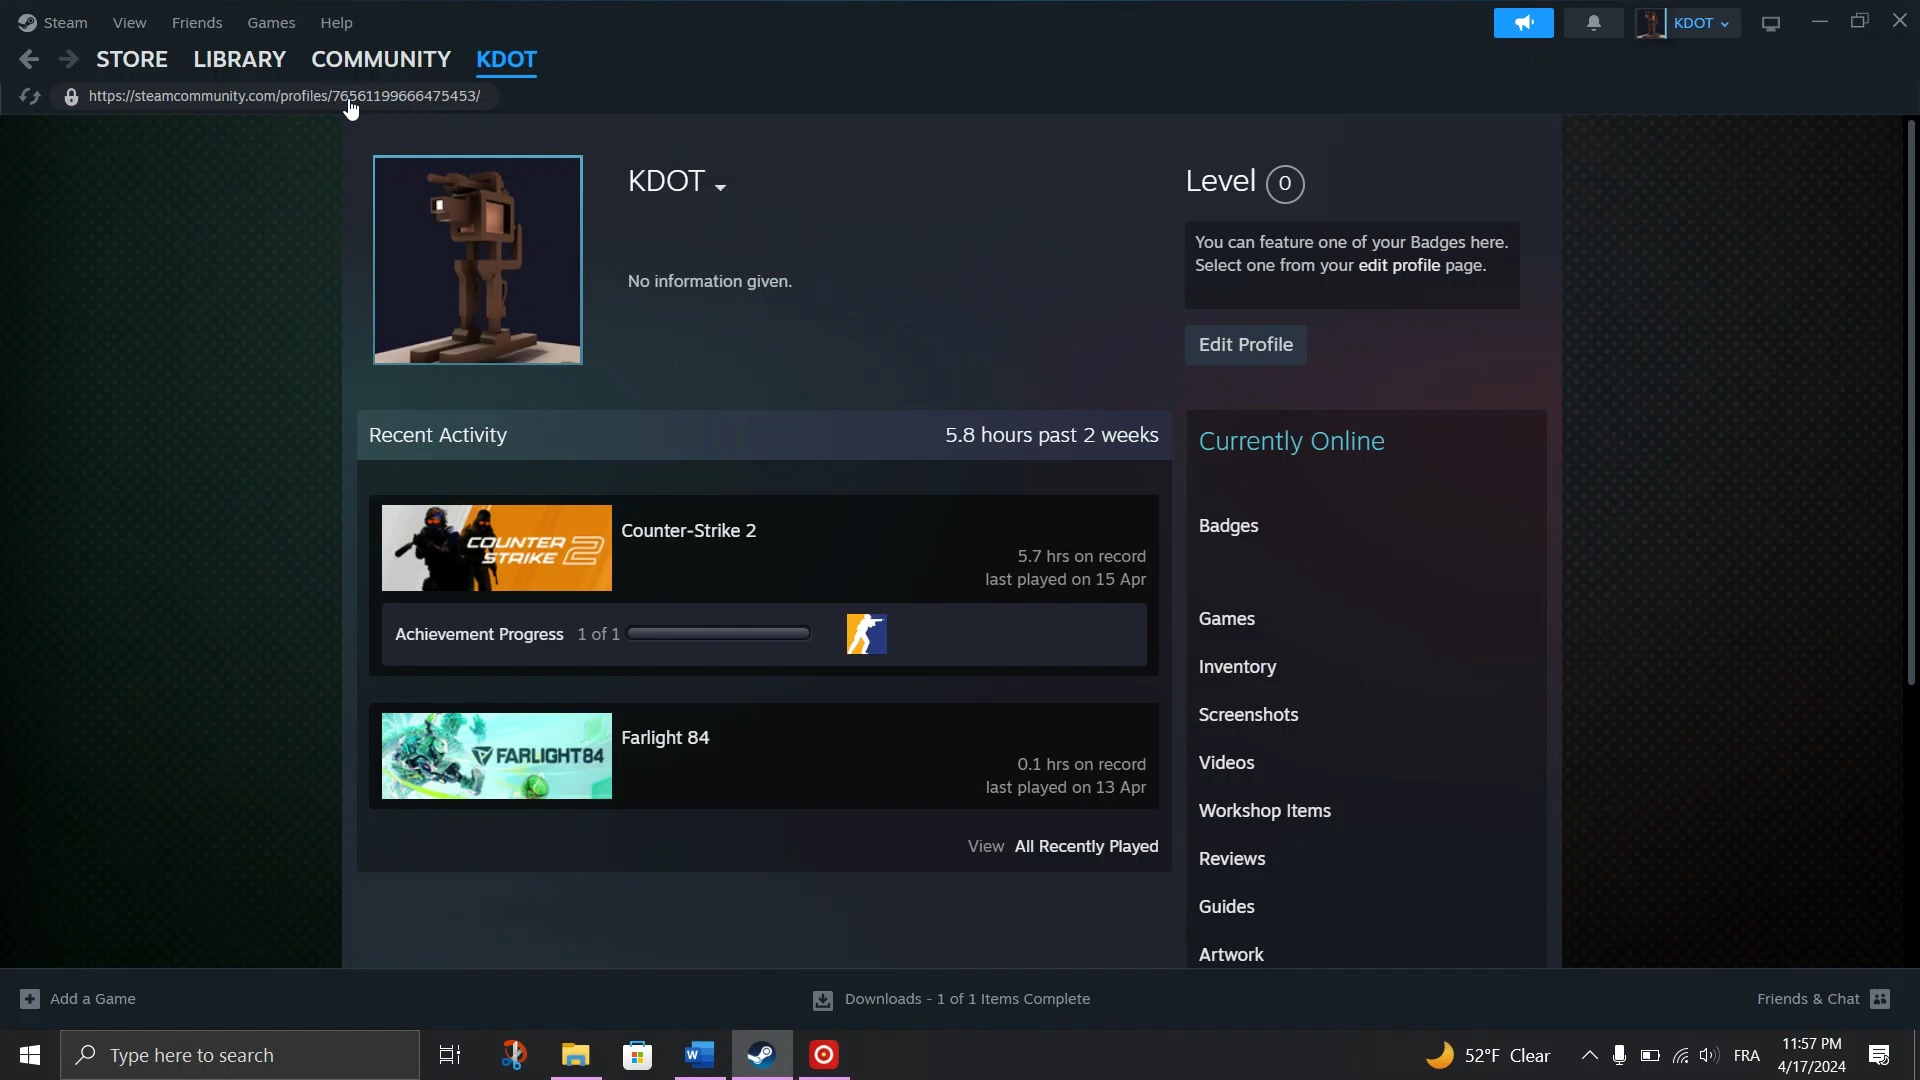 Steam View Friends Games Help KDOT
STORE LIBRARY COMMUNITY KDOT
https://steamcommunity.com/profiles/76561199666475453/
KDOT
Level 0
You can feature one of your Badges here.
Select one from your edit profile page.
No information given.
Edit Profile
Recent Activity 5.8 hours past 2 weeks
Currently Online
COUNTER STRIKE 2
Counter-Strike 2
5.7 hrs on record
last played on 15 Apr
Achievement Progress 1 of 1
FARLIGHT84
Farlight 84
0.1 hrs on record
last played on 13 Apr
View All Recently Played
Badges
Games
Inventory
Screenshots
Videos
Workshop Items
Reviews
Guides
Artwork
Add a Game Downloads - 1 of 1 Items Complete Friends & Chat
Type here to search W 52°F Clear FRA 11:57 PM
4/17/2024